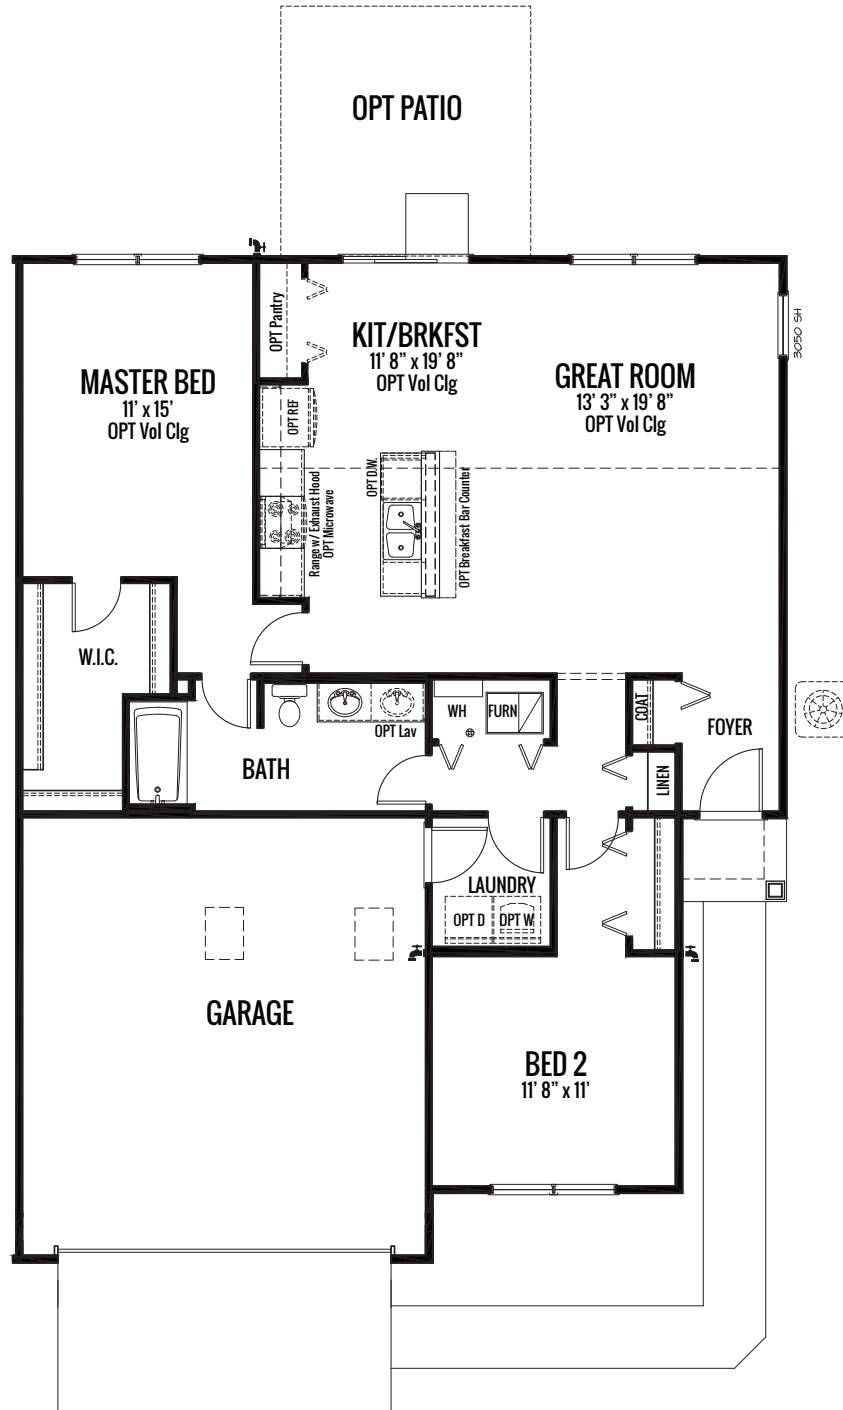 OPT PATIO
3050 SH
OPT Pantry
KIT/BRKFST
11' 8” x 19' 8”
OPT Vol Clg
MASTER BED
11' x 15'
OPT Vol Clg
GREAT ROOM
13' 3” x 19' 8”
OPT Vol Clg
OPT REF
OPT D.W.
Range w/ Exhaust Hood
OPT Microwave
OPT Breakfast Bar Counter
W.I.C.
WH
FURN
COAT
FOYER
OPT Lav
BATH
LINEN
LAUNDRY
OPT D
OPT W
GARAGE
BED 2
11' 8” x 11'